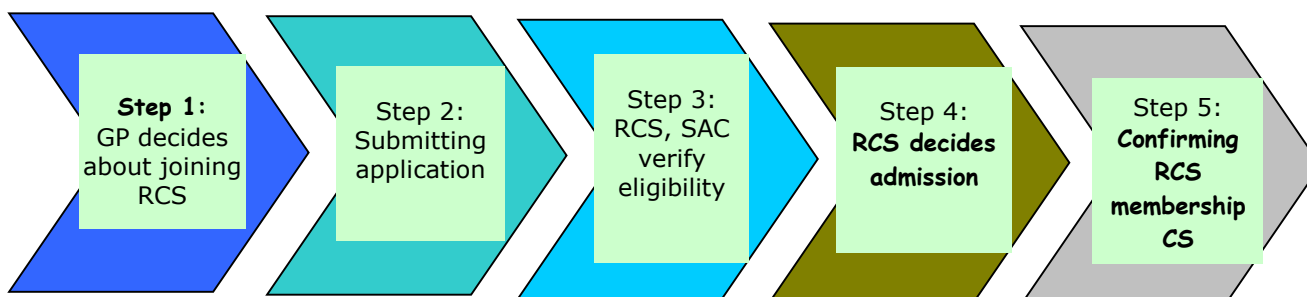 Step 1:
GP decides
about joining
RCS
Step 2:
Submitting
application
Step 3:
RCS, SAC
verify
eligibility
Step 4:
RCS decides
admission
Step 5:
Confirming
RCS
membership
CS